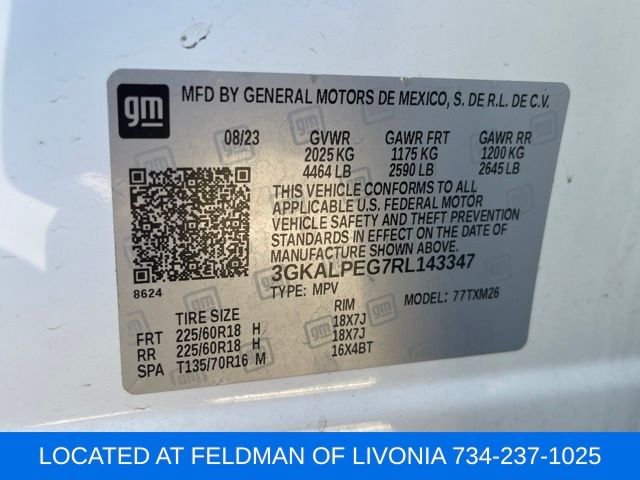 gm
MFD BY GENERAL MOTORS DE MEXICO, S. DE R.L. DE C.V.
08/23 GVWR GAWR FRT GAWR RR
2025 KG 1175 KG 1200 KG
4464 LB 2590 LB 2645 LB
THIS VEHICLE CONFORMS TO ALL
APPLICABLE U.S. FEDERAL MOTOR
VEHICLE SAFETY AND THEFT PREVENTION
STANDARDS IN EFFECT ON THE DATE OF
MANUFACTURE SHOWN ABOVE.
3GKALPEG7RL143347
8624
TYPE: MPV MODEL: 77TXM26
TIRE SIZE RIM
FRT 225/60R18 H 18X7J
RR 225/60R18 H 18X7J
SPA T135/70R16 M 16X4BT
LOCATED AT FELDMAN OF LIVONIA 734-237-1025